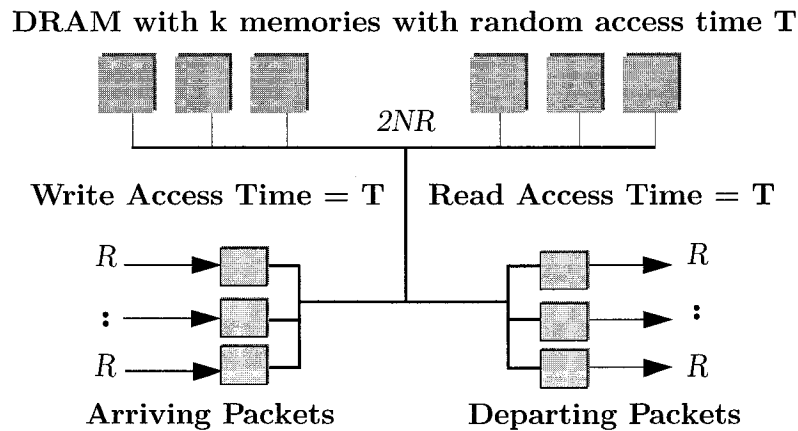 DRAM with k memories with random access time T
2NR
Write Access Time = T Read Access Time = T
R R
: :
R R
Arriving Packets Departing Packets